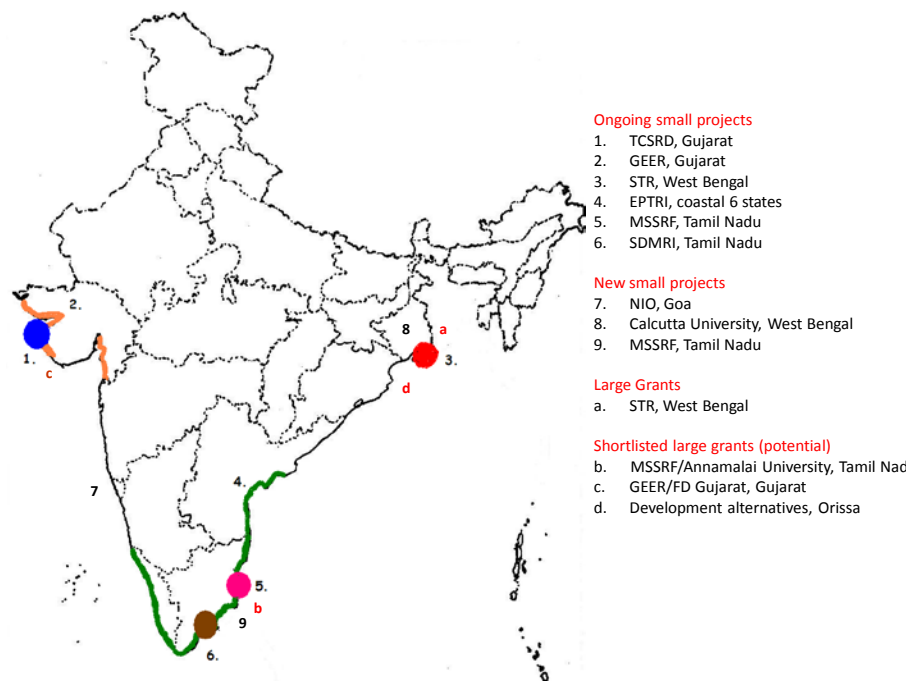 Ongoing small projects
1. TCSRD, Gujarat
2. GEER, Gujarat
3. STR, West Bengal
4. EPTRI, coastal 6 states
5. MSSRF, Tamil Nadu
6. SDMRI, Tamil Nadu
New small projects
7. NIO, Goa
8. Calcutta University, West Bengal
9. MSSRF, Tamil Nadu
Large Grants
a. STR, West Bengal
Shortlisted large grants (potential)
b. MSSRF/Annamalai University, Tamil Nad
c. GEER/FD Gujarat, Gujarat
d. Development alternatives, Orissa
2.
8 a
1. 3.
c
d
4.
7
5.
b
9
6.